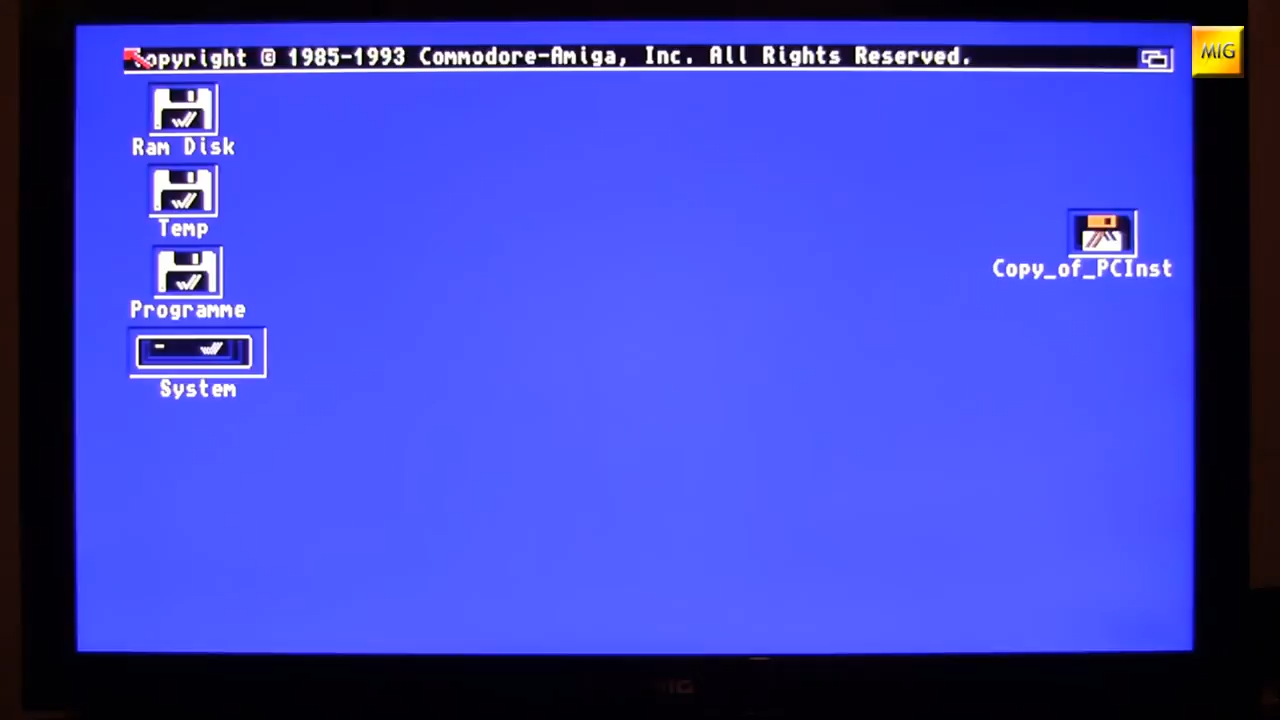 Copyright © 1985-1993 Commodore-Amiga, Inc. All Rights Reserved.
MIG
Ram Disk
Temp
Copy_of_PCInst
Programme
System